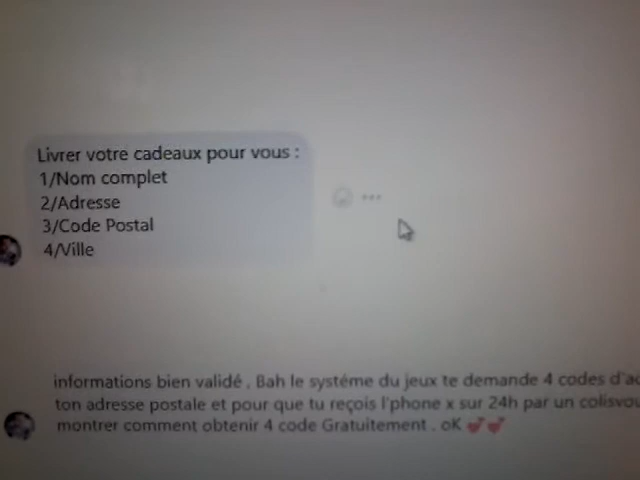 Livrer votre cadeaux pour vous :
1/Nom complet
2/Adresse
3/Code Postal
4/Ville
informations bien validé , Bah le systéme du jeux te demande 4 codes
ton adresse postale et pour que tu reçois l'phone x sur 24h par un
montrer comment obtenir 4 code Gratuitement . oK 💕💕